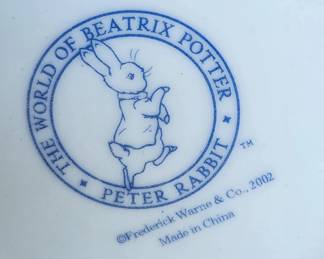 THE WORLD OF BEATRIX POTTER
★ PETER RABBIT ★ ™
©Frederick Warne & Co., 2002
Made in China